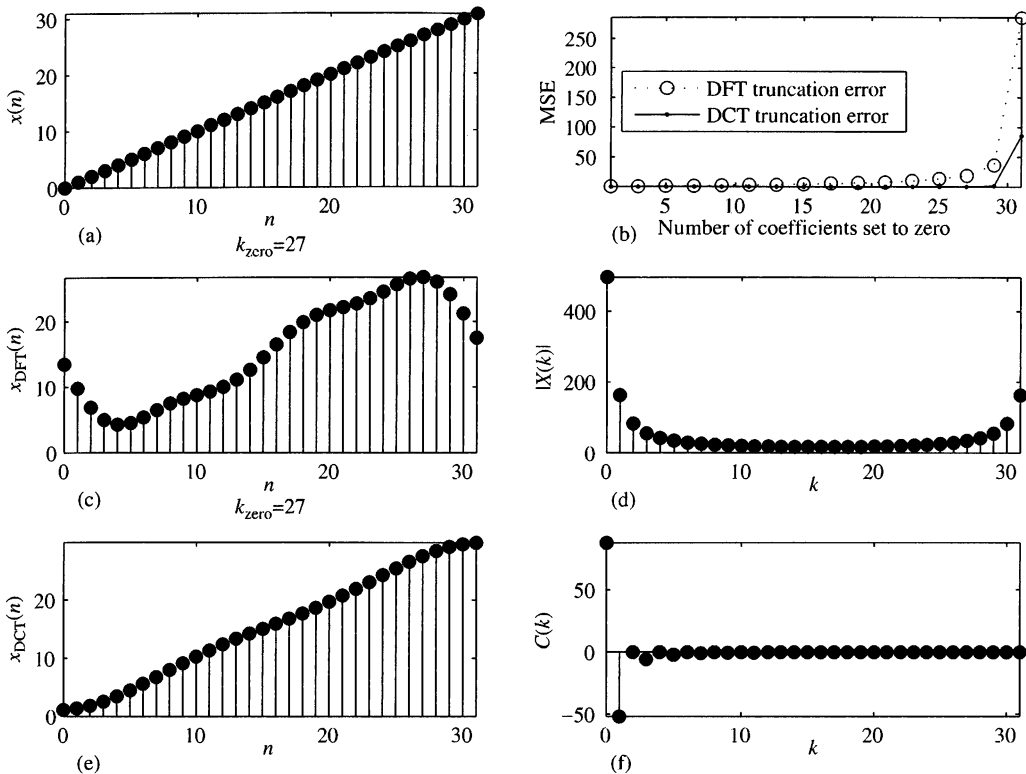 x(n)
30
20
10
0
0
10
20
30
n
(a)
k_zero=27
MSE
250
200
150
100
50
DFT truncation error
DCT truncation error
5
10
15
20
25
30
Number of coefficients set to zero
(b)
x_DFT(n)
20
10
0
0
10
20
30
n
(c)
k_zero=27
|X(k)|
400
200
0
0
10
20
30
k
(d)
x_DCT(n)
20
10
0
0
10
20
30
n
(e)
C(k)
50
0
−50
0
10
20
30
k
(f)